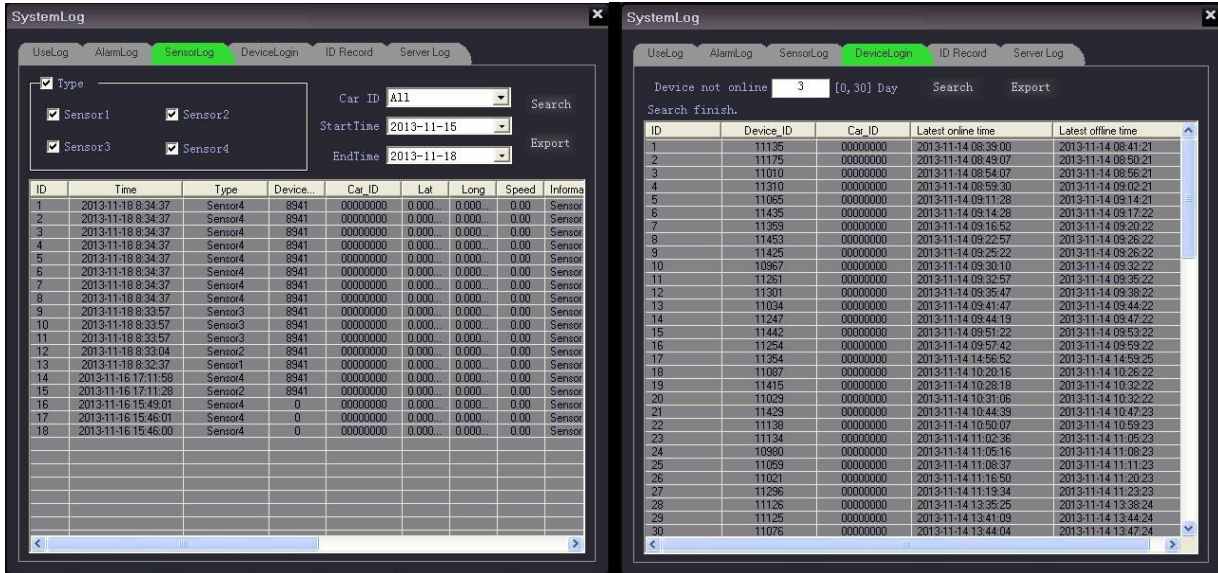 SystemLog
UseLog AlarmLog SensorLog DeviceLogin ID Record Server Log
Type
Sensor1 Sensor2
Sensor3 Sensor4
Car ID All
StartTime 2013-11-15
EndTime 2013-11-18
Search
Export
ID Time Type Device... Car_ID Lat Long Speed Informa
1 2013-11-18 8:34:37 Sensor4 8941 00000000 0.000... 0.000... 0.00 Sensor
2 2013-11-18 8:34:37 Sensor4 8941 00000000 0.000... 0.000... 0.00 Sensor
3 2013-11-18 8:34:37 Sensor4 8941 00000000 0.000... 0.000... 0.00 Sensor
4 2013-11-18 8:34:37 Sensor4 8941 00000000 0.000... 0.000... 0.00 Sensor
5 2013-11-18 8:34:37 Sensor4 8941 00000000 0.000... 0.000... 0.00 Sensor
6 2013-11-18 8:34:37 Sensor4 8941 00000000 0.000... 0.000... 0.00 Sensor
7 2013-11-18 8:34:37 Sensor4 8941 00000000 0.000... 0.000... 0.00 Sensor
8 2013-11-18 8:34:37 Sensor4 8941 00000000 0.000... 0.000... 0.00 Sensor
9 2013-11-18 8:33:57 Sensor3 8941 00000000 0.000... 0.000... 0.00 Sensor
10 2013-11-18 8:33:57 Sensor3 8941 00000000 0.000... 0.000... 0.00 Sensor
11 2013-11-18 8:33:57 Sensor3 8941 00000000 0.000... 0.000... 0.00 Sensor
12 2013-11-18 8:33:04 Sensor2 8941 00000000 0.000... 0.000... 0.00 Sensor
13 2013-11-18 8:32:37 Sensor1 8941 00000000 0.000... 0.000... 0.00 Sensor
14 2013-11-16 17:11:58 Sensor4 8941 00000000 0.000... 0.000... 0.00 Sensor
15 2013-11-16 17:11:28 Sensor2 8941 00000000 0.000... 0.000... 0.00 Sensor
16 2013-11-16 15:49:01 Sensor4 0 00000000 0.000... 0.000... 0.00 Sensor
17 2013-11-16 15:46:01 Sensor4 0 00000000 0.000... 0.000... 0.00 Sensor
18 2013-11-16 15:46:00 Sensor4 0 00000000 0.000... 0.000... 0.00 Sensor
SystemLog
UseLog AlarmLog SensorLog DeviceLogin ID Record Server Log
Device not online 3 [0,30] Day Search Export
Search finish.
ID Device_ID Car_ID Latest online time Latest offline time
1 11135 00000000 2013-11-14 08:39:00 2013-11-14 08:41:21
2 11175 00000000 2013-11-14 08:49:07 2013-11-14 08:50:21
3 11010 00000000 2013-11-14 08:54:07 2013-11-14 08:56:21
4 11310 00000000 2013-11-14 08:59:30 2013-11-14 09:02:21
5 11065 00000000 2013-11-14 09:11:28 2013-11-14 09:14:21
6 11435 00000000 2013-11-14 09:14:28 2013-11-14 09:17:22
7 11359 00000000 2013-11-14 09:16:52 2013-11-14 09:20:22
8 11453 00000000 2013-11-14 09:22:57 2013-11-14 09:26:22
9 11425 00000000 2013-11-14 09:25:22 2013-11-14 09:26:22
10 10967 00000000 2013-11-14 09:30:10 2013-11-14 09:32:22
11 11261 00000000 2013-11-14 09:32:57 2013-11-14 09:35:22
12 11301 00000000 2013-11-14 09:35:47 2013-11-14 09:38:22
13 11034 00000000 2013-11-14 09:41:47 2013-11-14 09:44:22
14 11247 00000000 2013-11-14 09:44:19 2013-11-14 09:47:22
15 11442 00000000 2013-11-14 09:51:22 2013-11-14 09:53:22
16 11254 00000000 2013-11-14 09:57:42 2013-11-14 09:59:22
17 11354 00000000 2013-11-14 14:56:52 2013-11-14 14:59:25
18 11087 00000000 2013-11-14 10:20:16 2013-11-14 10:26:22
19 11415 00000000 2013-11-14 10:28:18 2013-11-14 10:32:22
20 11029 00000000 2013-11-14 10:31:06 2013-11-14 10:32:22
21 11429 00000000 2013-11-14 10:44:39 2013-11-14 10:47:23
22 11138 00000000 2013-11-14 10:50:07 2013-11-14 10:59:23
23 11134 00000000 2013-11-14 11:02:36 2013-11-14 11:05:23
24 10980 00000000 2013-11-14 11:05:16 2013-11-14 11:08:23
25 11059 00000000 2013-11-14 11:08:37 2013-11-14 11:11:23
26 11021 00000000 2013-11-14 11:16:50 2013-11-14 11:20:23
27 11296 00000000 2013-11-14 11:19:34 2013-11-14 11:23:23
28 11126 00000000 2013-11-14 13:35:25 2013-11-14 13:38:24
29 11125 00000000 2013-11-14 13:41:09 2013-11-14 13:44:24
30 11076 00000000 2013-11-14 13:44:04 2013-11-14 13:47:24